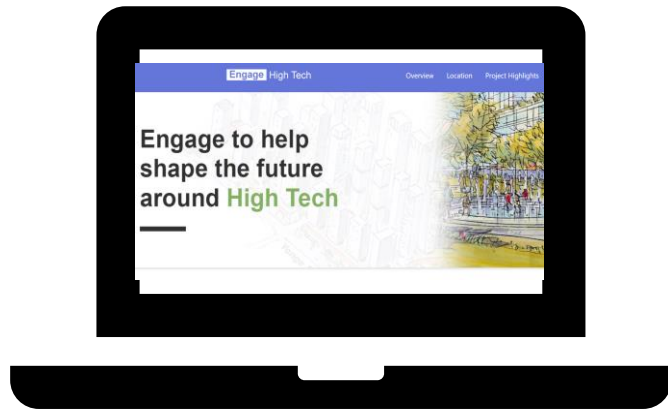 Engage High Tech
Overview Location Project Highlights
Engage to help
shape the future
around High Tech